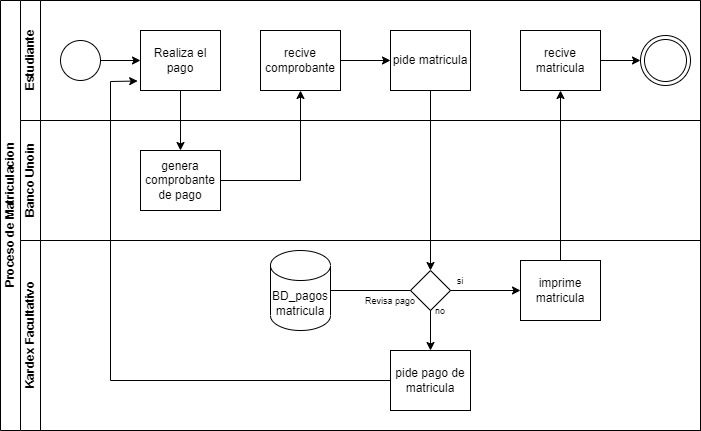 Proceso de Matriculacion
Estudiante
Realiza el
pago
recive
comprobante
pide matricula
recive
matricula
Banco Unoin
genera
comprobante
de pago
Kardex Facultativo
BD_pagos
matricula
Revisa pago
si
no
imprime
matricula
pide pago de
matricula